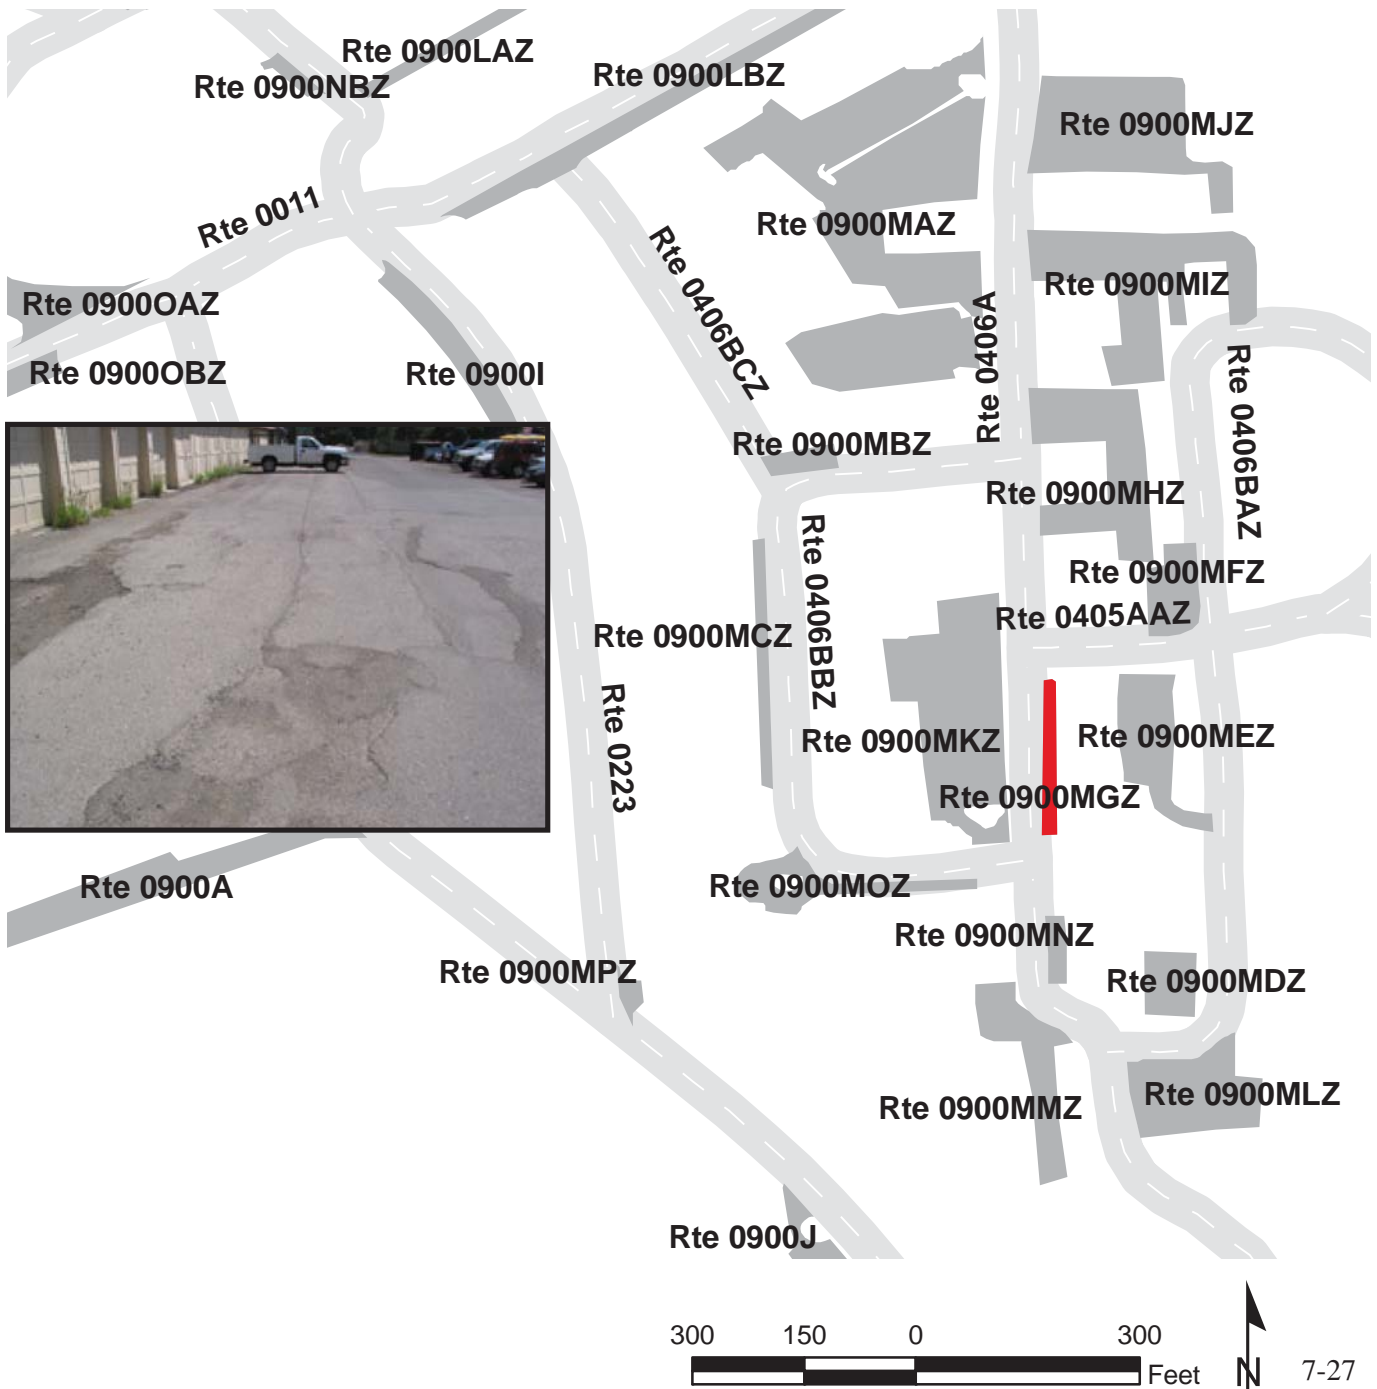 Rte 0900LAZ
Rte 0900NBZ
Rte 0900LBZ
Rte 0900MJZ
Rte 0011
Rte 0900MAZ
Rte 0406BCZ
Rte 0900MIZ
Rte 0900OAZ
Rte 0406A
Rte 0900OBZ
Rte 0900I
Rte 0406BAZ
Rte 0900MBZ
Rte 0900MHZ
Rte 0406BBZ
Rte 0900MFZ
Rte 0405AAZ
Rte 0900MCZ
Rte 0223
Rte 0900MKZ
Rte 0900MEZ
Rte 0900MGZ
Rte 0900A
Rte 0900MOZ
Rte 0900MNZ
Rte 0900MPZ
Rte 0900MDZ
Rte 0900MMZ
Rte 0900MLZ
Rte 0900J
300 150 0 300
Feet
N
7-27